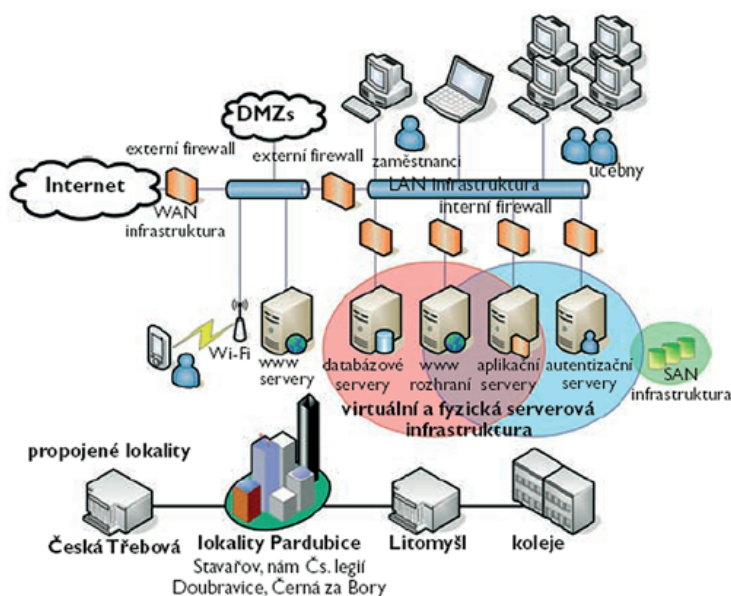 DMZs
externí firewall
externí firewall
zaměstnanci
učebny
Internet
LAN infrastruktura
WAN
infrastruktura
interní firewall
Wi-Fi
www
servery
databázové
servery
www
rozhraní
aplikační
servery
autentizační
servery
SAN
infrastruktura
virtuální a fyzická serverová
infrastruktura
propojené lokality
Česká Třebová
lokality Pardubice
Stavařov, nám Čs. legií
Doubravice, Černá za Bory
Litomyšl
koleje